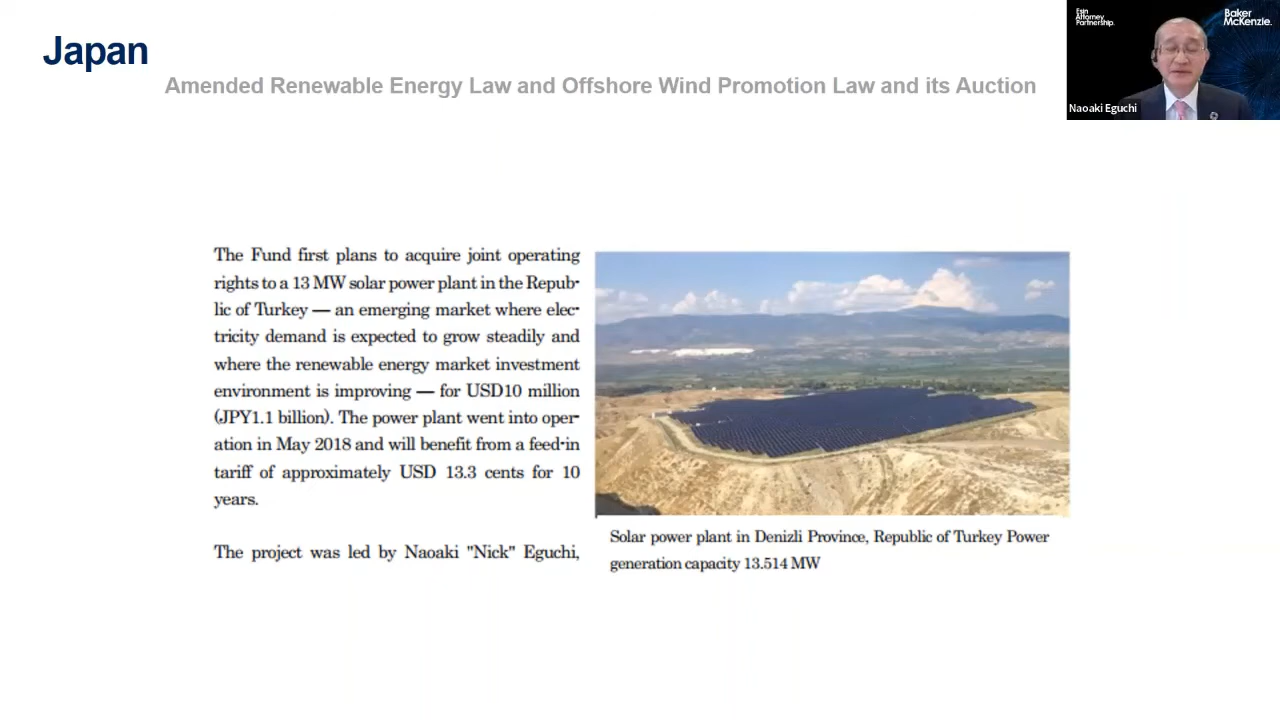 Japan
Amended Renewable Energy Law and Offshore Wind Promotion Law and its Auction
Esin
Attorney
Partnership.
Baker
McKenzie.
Naoaki Eguchi
The Fund first plans to acquire joint operating
rights to a 13 MW solar power plant in the Repub-
lic of Turkey — an emerging market where elec-
tricity demand is expected to grow steadily and
where the renewable energy market investment
environment is improving — for USD10 million
(JPY1.1 billion). The power plant went into oper-
ation in May 2018 and will benefit from a feed-in
tariff of approximately USD 13.3 cents for 10
years.
The project was led by Naoaki "Nick" Eguchi,
Solar power plant in Denizli Province, Republic of Turkey Power
generation capacity 13.514 MW